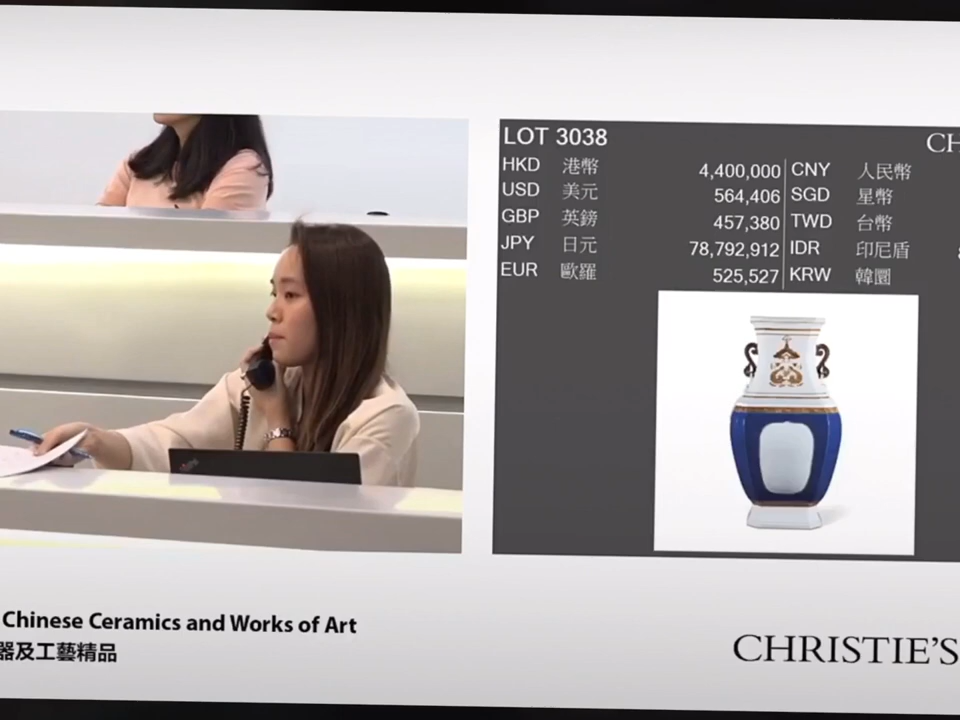 LOT 3038
CH
HKD 港幣 4,400,000 CNY 人民幣
USD 美元 564,406 SGD 星幣
GBP 英鎊 457,380 TWD 台幣
JPY 日元 78,792,912 IDR 印尼盾
EUR 歐羅 525,527 KRW 韓圜
Chinese Ceramics and Works of Art
器及工藝精品
CHRISTIE'S